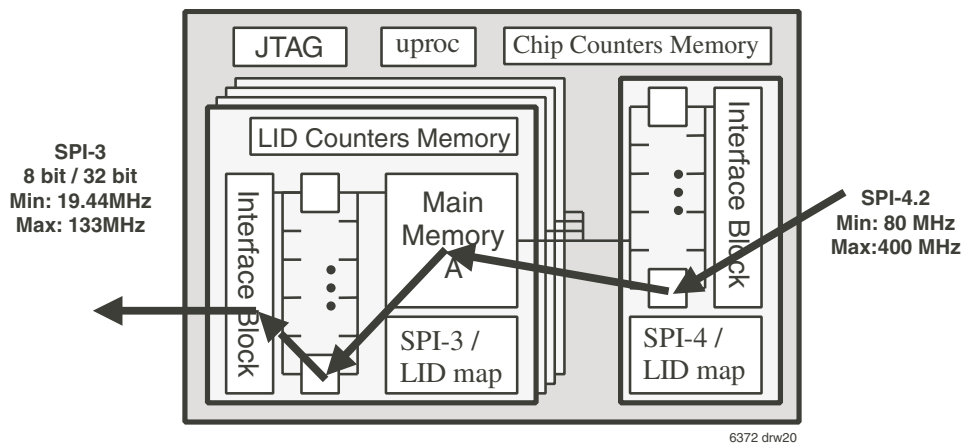 JTAG
uproc
Chip Counters Memory
LID Counters Memory
SPI-3
8 bit / 32 bit
Min: 19.44MHz
Max: 133MHz
Interface Block
Main
Memory
A
SPI-3 /
LID map
Interface Block
SPI-4 /
LID map
SPI-4.2
Min: 80 MHz
Max:400 MHz
6372 drw20